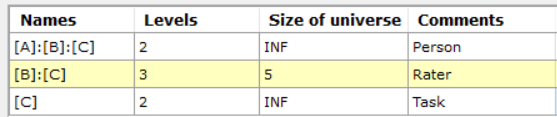 Names Levels Size of universe Comments
[A]:[B]:[C] 2 INF Person
[B]:[C] 3 5 Rater
[C] 2 INF Task